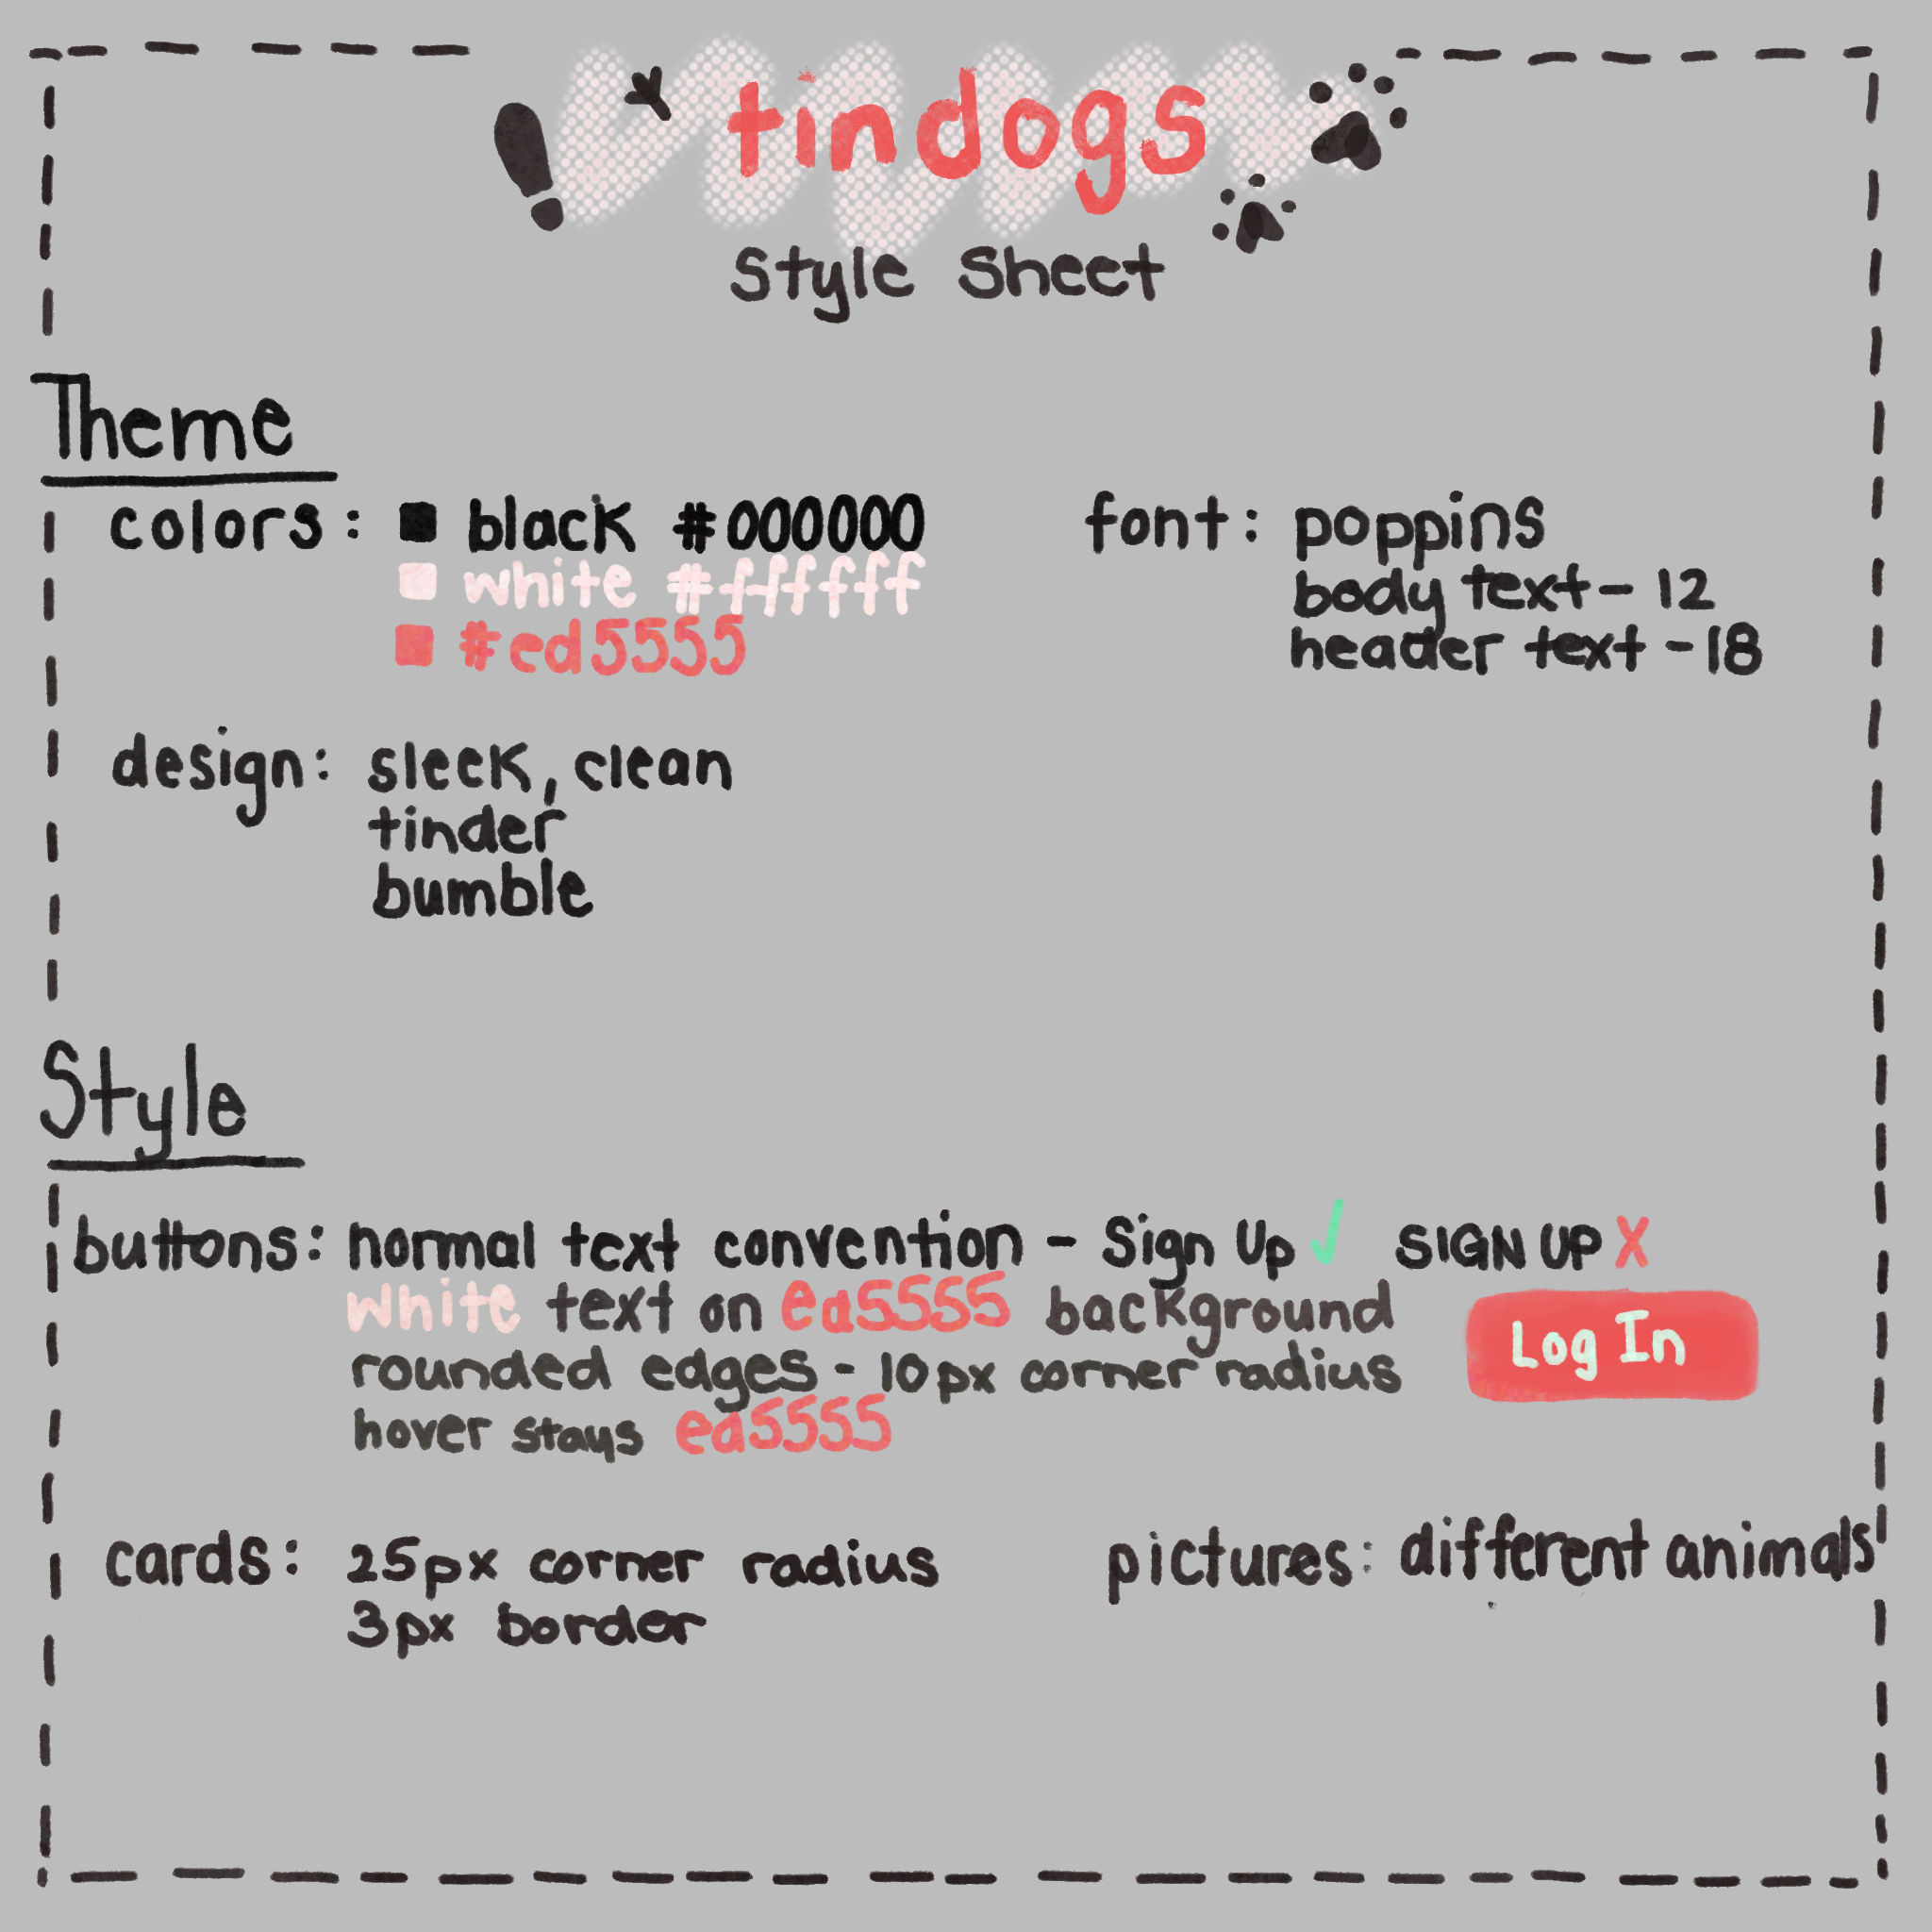 tindogs
Style Sheet
Theme
colors: black #000000
white #ffffff
#ed5555
font: poppins
body text - 12
header text - 18
design: sleek, clean
tinder
bumble
Style
buttons: normal text convention - Sign Up ✓ SIGN UP X
white text on ed5555 background
rounded edges - 10px corner radius
hover stays ed5555
Log In
cards: 25px corner radius
3px border
pictures: different animals